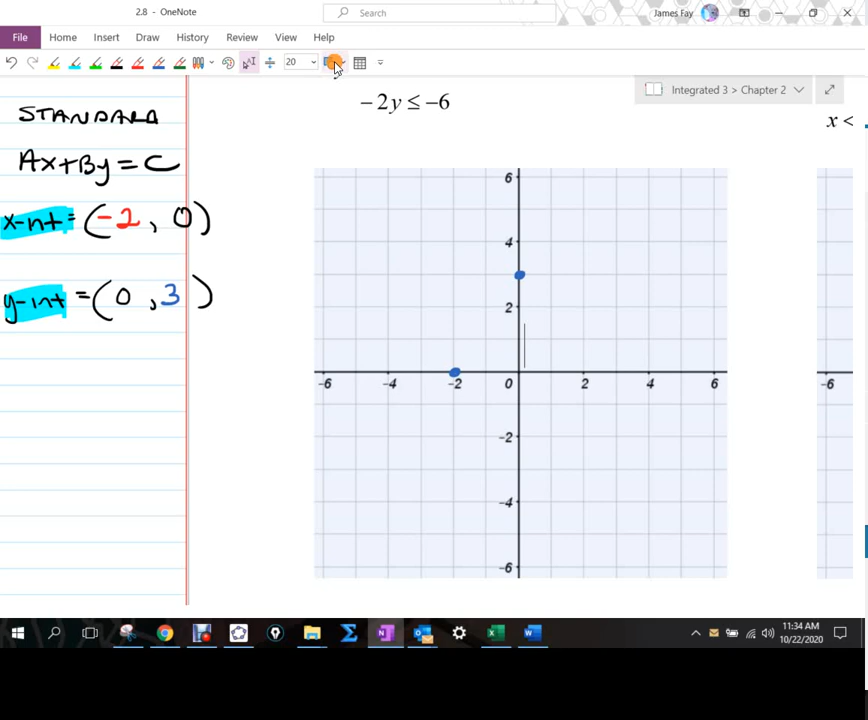 2.8 - OneNote
Search
James Fay
File Home Insert Draw History Review View Help
20
Integrated 3 > Chapter 2
STANDARD
Ax+By=C
x-int=(-2, 0)
y-int=(0, 3)
-2y ≤ -6
x <
6
4
2
-6 -4 -2 0 2 4 6
-2
-4
-6
-6
11:34 AM
10/22/2020